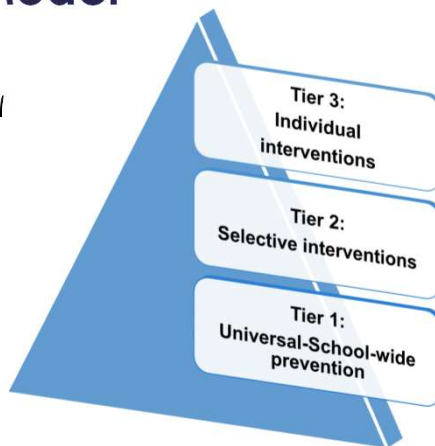 Tier 3:
Individual
interventions
Tier 2:
Selective interventions
Tier 1:
Universal-School-wide
prevention